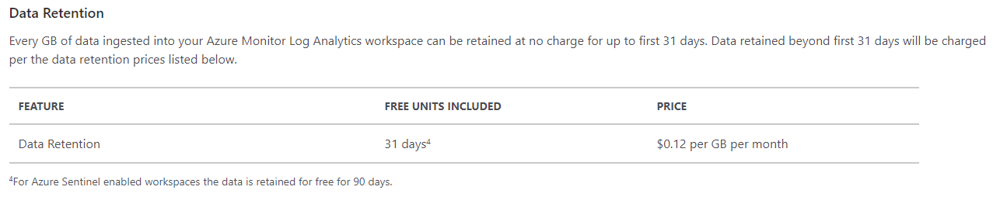 Data Retention
Every GB of data ingested into your Azure Monitor Log Analytics workspace can be retained at no charge for up to first 31 days. Data retained beyond first 31 days will be charged
per the data retention prices listed below.
FEATURE FREE UNITS INCLUDED PRICE
Data Retention 31 days⁴ $0.12 per GB per month
⁴For Azure Sentinel enabled workspaces the data is retained for free for 90 days.